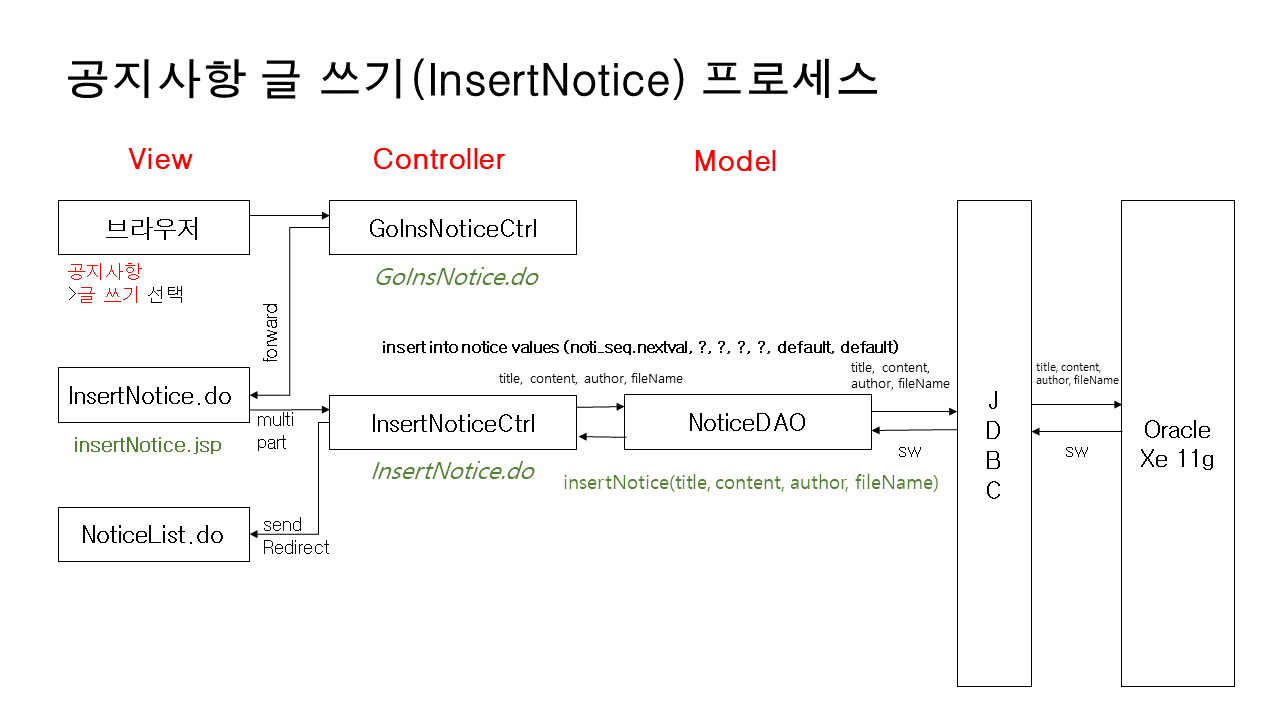 공지사항 글 쓰기(InsertNotice) 프로세스
View
Controller
Model
브라우저
GoInsNoticeCtrl
공지사항
>글 쓰기 선택
GoInsNotice.do
forward
insert into notice values (noti_seq.nextval, ?, ?, ?, ?, default, default)
title, content, author, fileName
title, content,
author, fileName
title, content,
author, fileName
InsertNotice.do
multi
part
insertNotice.jsp
InsertNoticeCtrl
InsertNotice.do
NoticeDAO
insertNotice(title, content, author, fileName)
sw
J
D
B
C
sw
Oracle
Xe 11g
NoticeList.do
send
Redirect